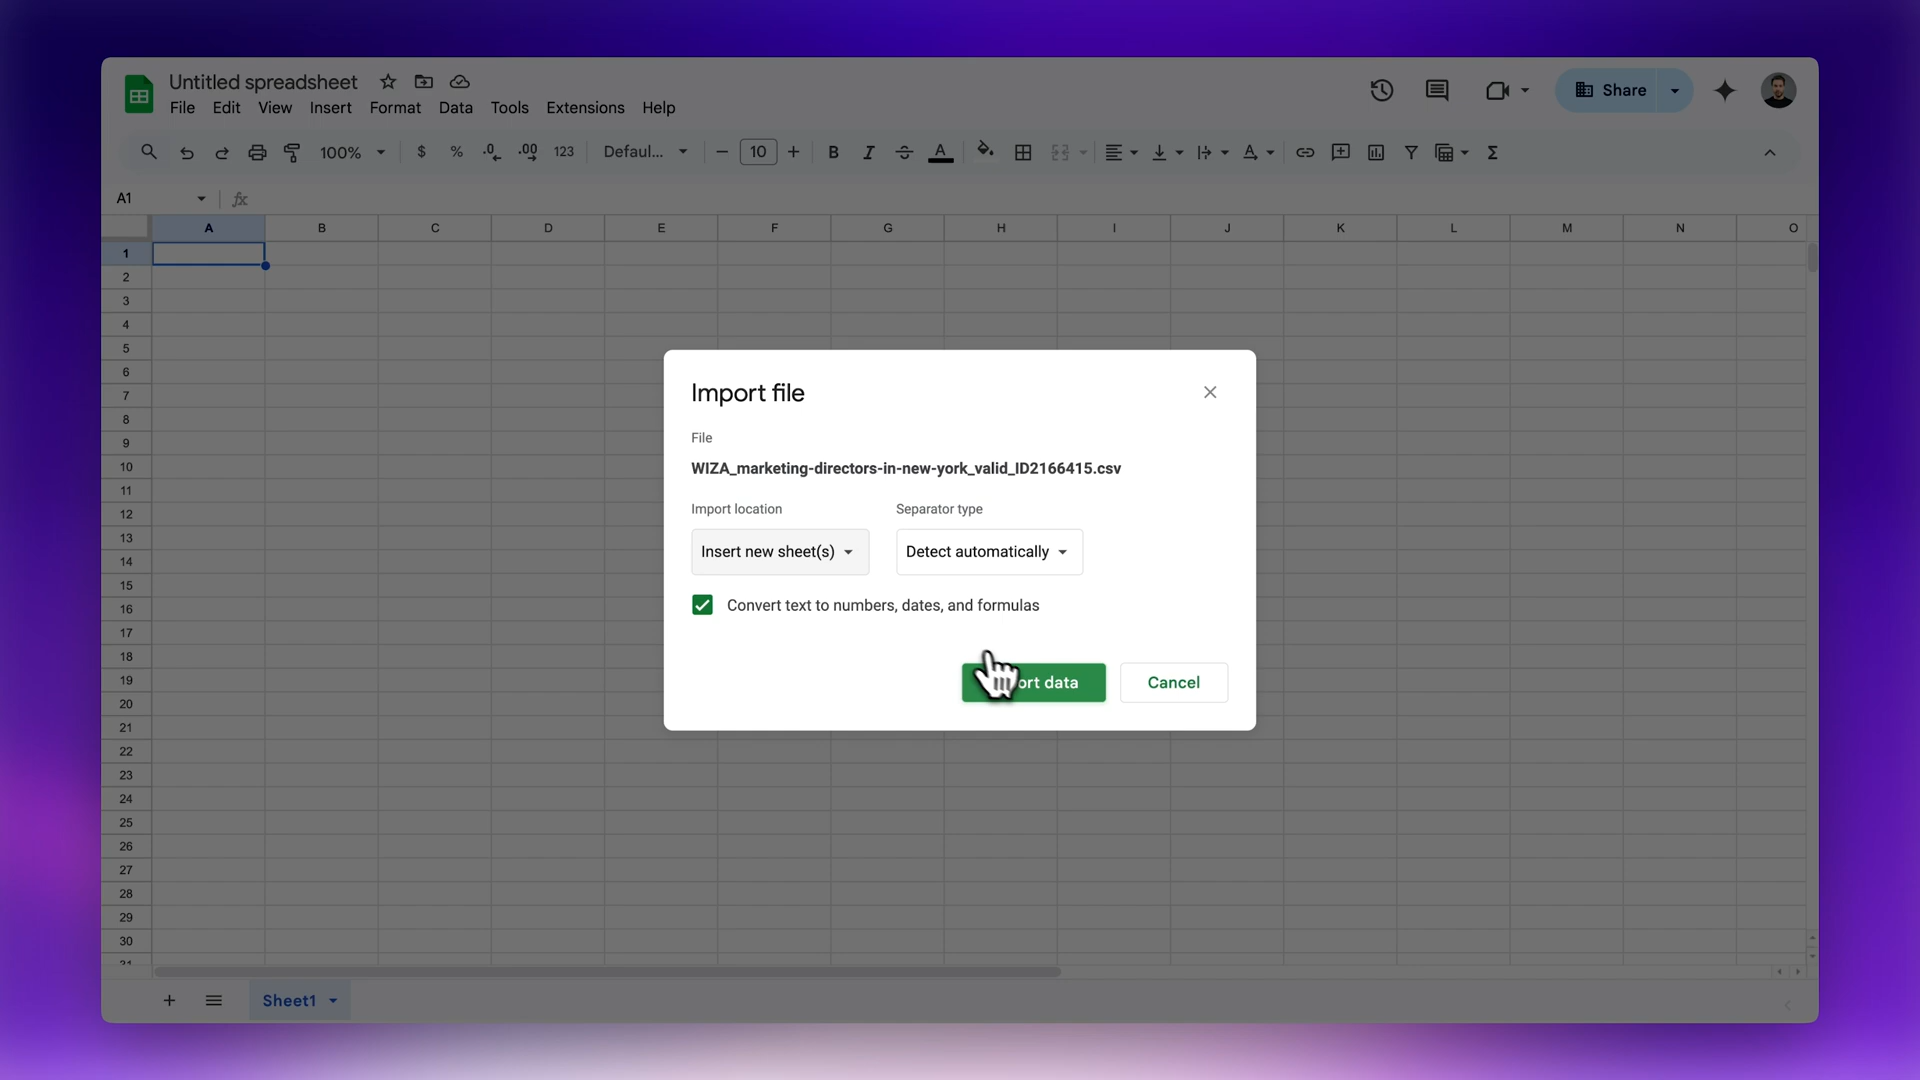 Untitled spreadsheet
File Edit View Insert Format Data Tools Extensions Help
Share
100% $ % .0 .00 123 Defaul... 10 B I A
A1 fx
A B C D E F G H I J K L M N O
1
2
3
4
5
6
7
8
9
10
11
12
13
14
15
16
17
18
19
20
21
22
23
24
25
26
27
28
29
30
Import file
File
WIZA_marketing-directors-in-new-york_valid_ID2166415.csv
Import location Separator type
Insert new sheet(s) Detect automatically
Convert text to numbers, dates, and formulas
data Cancel
Sheet1